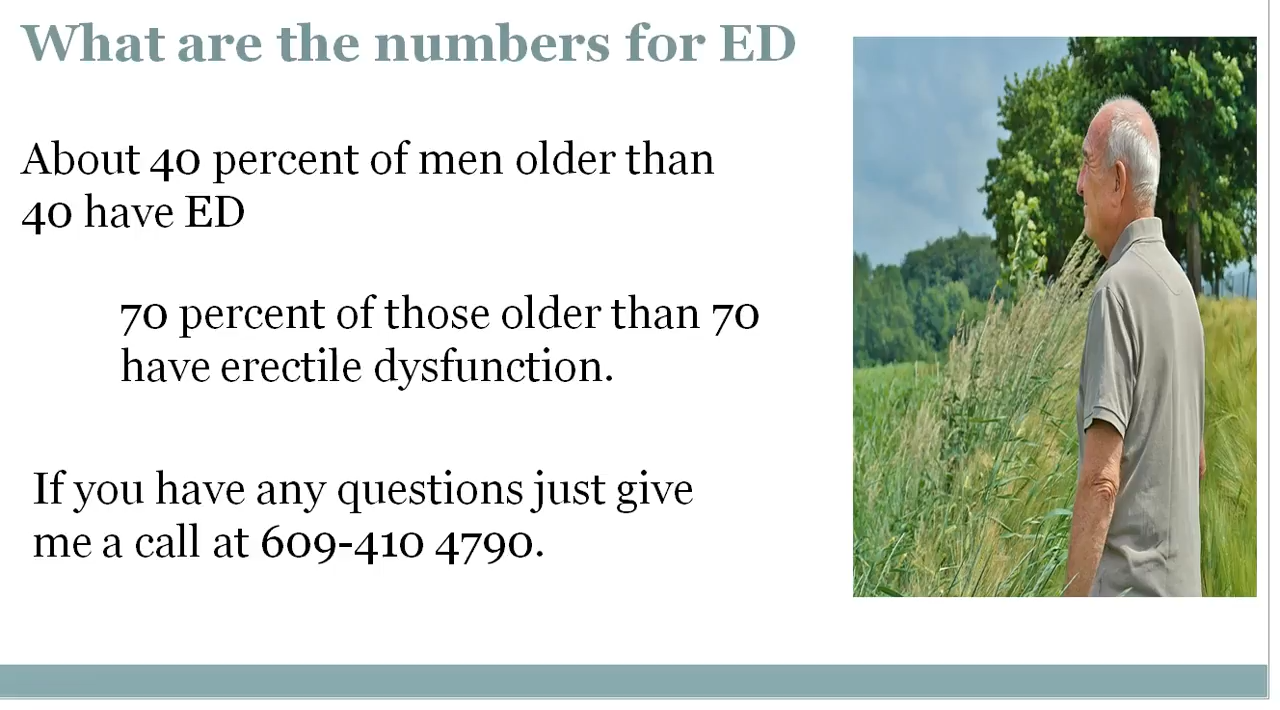 What are the numbers for ED
About 40 percent of men older than
40 have ED
70 percent of those older than 70
have erectile dysfunction.
If you have any questions just give
me a call at 609-410 4790.